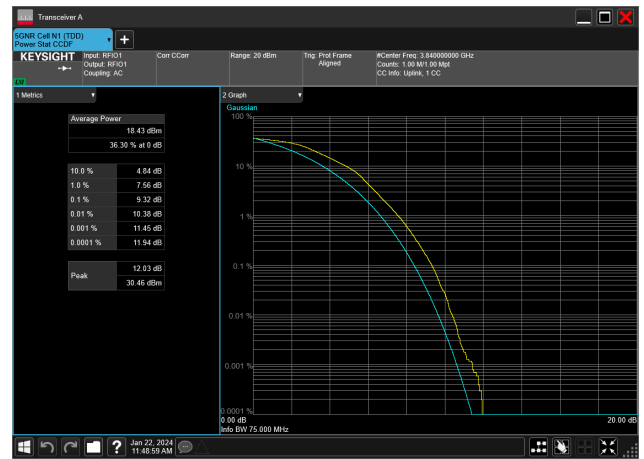 Transceiver A
5GNR Cell N1 (TDD)
Power Stat CCDF
KEYSIGHT
LW
Input: RFIO1
Output: RFIO1
Coupling: AC
Corr CCorr
Range: 20 dBm
Trig: Prot Frame
Aligned
#Center Freq: 3.840000000 GHz
Counts: 1.00 M/1.00 Mpt
CC Info: Uplink, 1 CC
1 Metrics
Average Power
18.43 dBm
36.30 % at 0 dB
10.0 % 4.84 dB
1.0 % 7.56 dB
0.1 % 9.32 dB
0.01 % 10.38 dB
0.001 % 11.45 dB
0.0001 % 11.94 dB
Peak
12.03 dB
30.46 dBm
2 Graph
Gaussian
100 %
10 %
1 %
0.1 %
0.01 %
0.001 %
0.0001 %
0.00 dB
20.00 dB
Info BW 75.000 MHz
Jan 22, 2024
11:48:59 AM